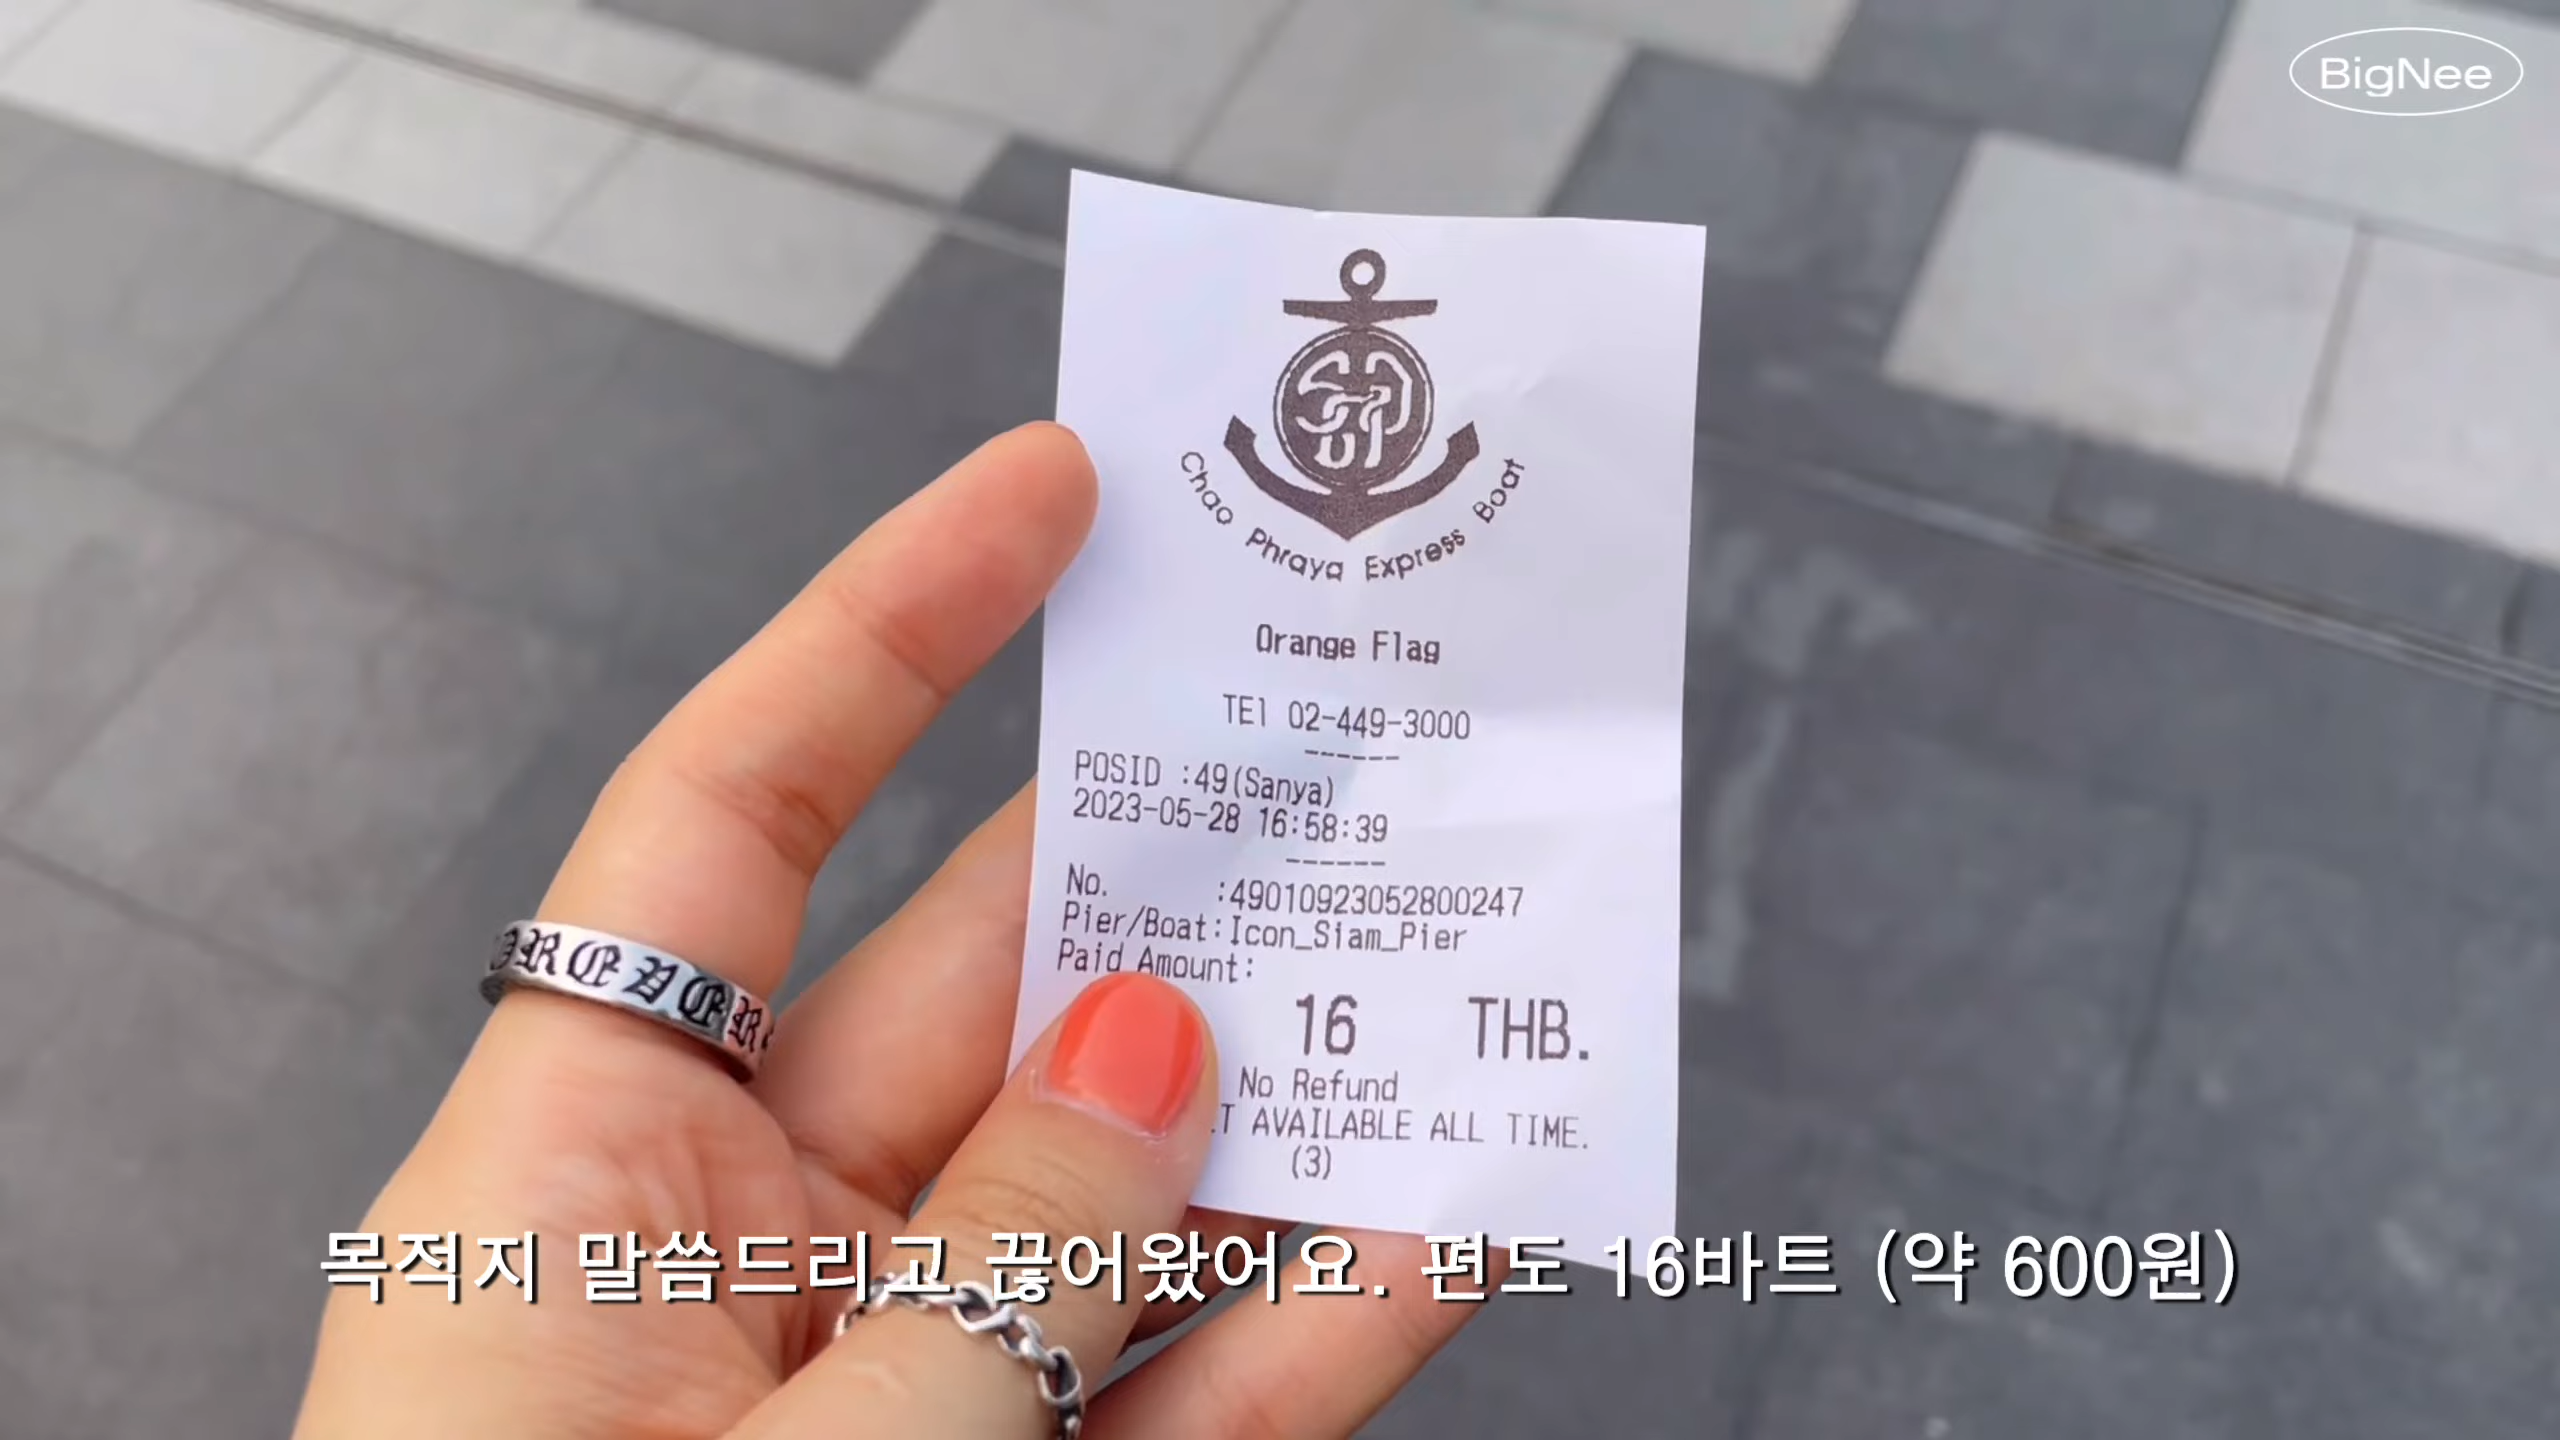 BigNee
Chao Phraya Express Boat
Orange Flag
TEl 02-449-3000
------
POSID :49(Sanya)
2023-05-28 16:58:39
------
No. :49010923052800247
Pier/Boat:Icon_Siam_Pier
Paid Amount:
16 THB.
No Refund
AVAILABLE ALL TIME.
(3)
FOREVER
목적지 말씀드리고 끊어왔어요. 편도 16바트 (약 600원)